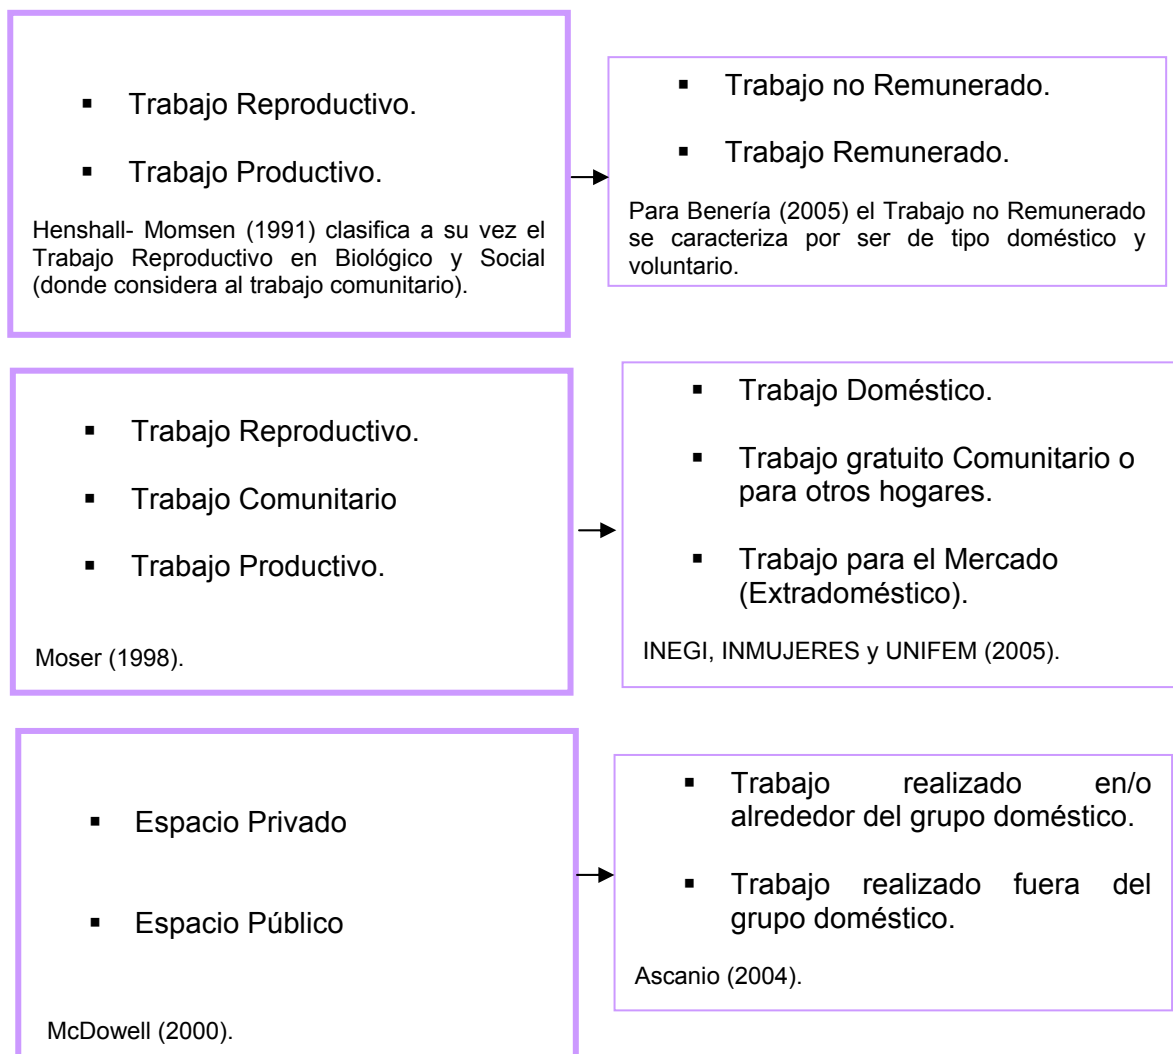 ▪ Trabajo Reproductivo.
▪ Trabajo Productivo.
Henshall- Momsen (1991) clasifica a su vez el
Trabajo Reproductivo en Biológico y Social
(donde considera al trabajo comunitario).
▪ Trabajo no Remunerado.
▪ Trabajo Remunerado.
Para Benería (2005) el Trabajo no Remunerado
se caracteriza por ser de tipo doméstico y
voluntario.
▪ Trabajo Reproductivo.
▪ Trabajo Comunitario
▪ Trabajo Productivo.
Moser (1998).
▪ Trabajo Doméstico.
▪ Trabajo gratuito Comunitario o
para otros hogares.
▪ Trabajo para el Mercado
(Extradoméstico).
INEGI, INMUJERES y UNIFEM (2005).
▪ Espacio Privado
▪ Espacio Público
McDowell (2000).
▪ Trabajo realizado en/o
alrededor del grupo doméstico.
▪ Trabajo realizado fuera del
grupo doméstico.
Ascanio (2004).